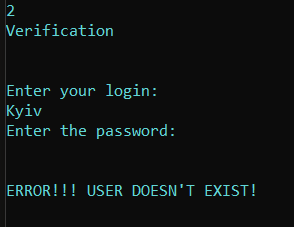 2
Verification
Enter your login:
Kyiv
Enter the password:
ERROR!!! USER DOESN'T EXIST!